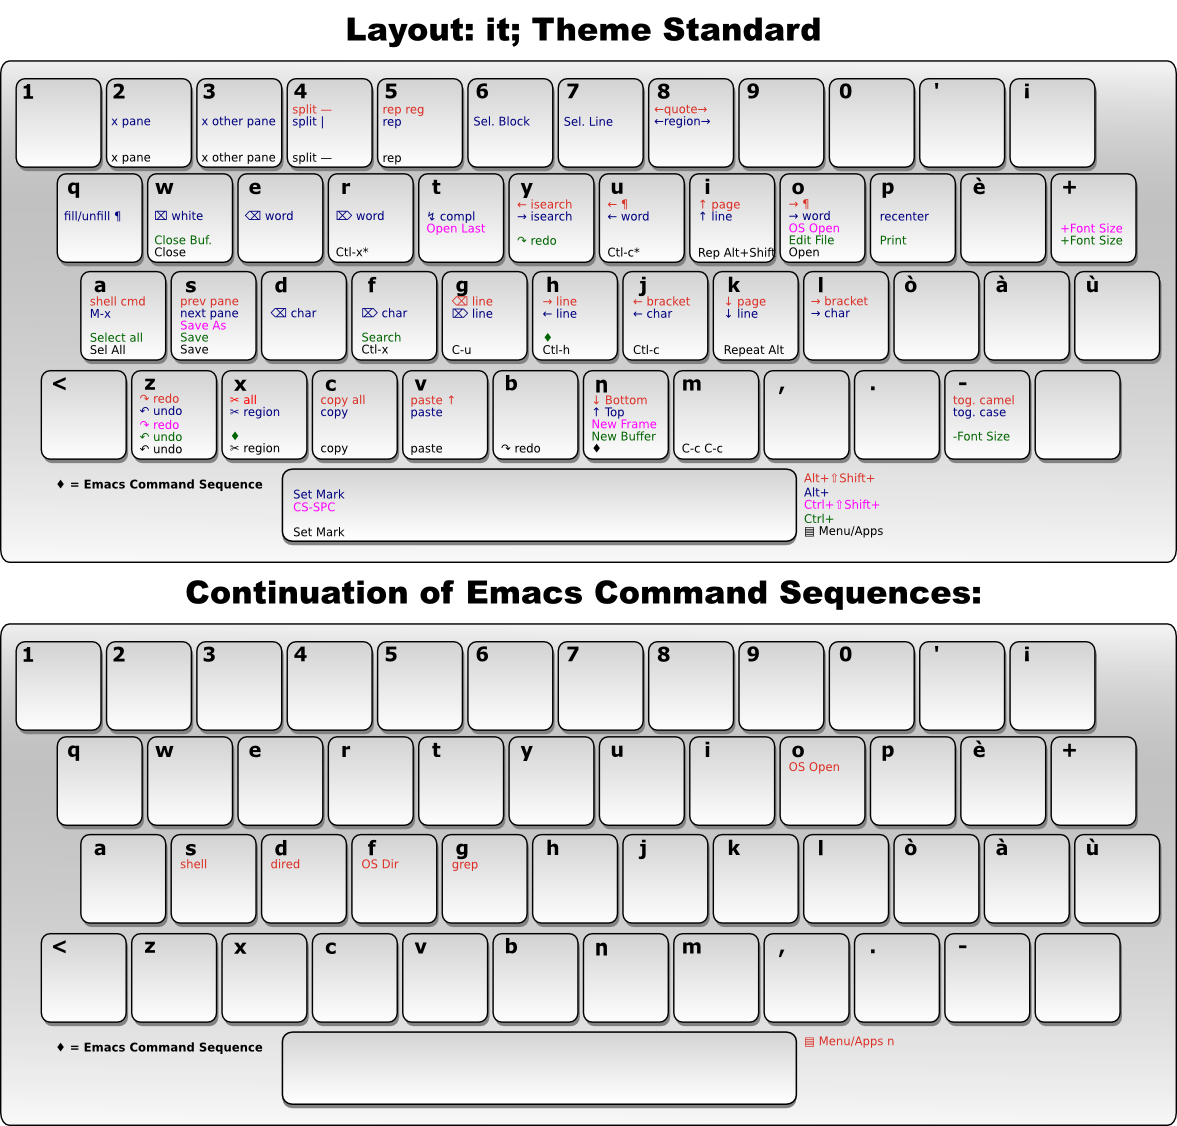 Layout: it; Theme Standard
1 2 3 4 5 6 7 8 9 0 ' ì
split — rep reg ←quote→
x pane x other pane split | rep Sel. Block Sel. Line ←region→
x pane x other pane split — rep
q w e r t y u i o p è +
← isearch ← ¶ ↑ page → ¶
fill/unfill ¶ ⌧ white ⌫ word ⌦ word ↯ compl → isearch ← word ↑ line → word recenter
Open Last OS Open +Font Size
Close Buf. ↷ redo Edit File Print +Font Size
Close Ctl-x* Ctl-c* Rep Alt+Shift Open
a s d f g h j k l ò à ù
shell cmd prev pane ⌫ line → line ← bracket ↓ page → bracket
M-x next pane ⌫ char ⌦ char ⌦ line ← line ← char ↓ line → char
Save As
Select all Save Search ♦
Sel All Save Ctl-x C-u Ctl-h Ctl-c Repeat Alt
< z x c v b n m , . -
↷ redo ✂ all copy all paste ↑ ↓ Bottom tog. camel
↶ undo ✂ region copy paste ↑ Top tog. case
↷ redo New Frame
↶ undo ♦ New Buffer -Font Size
↶ undo ✂ region copy paste ↷ redo ♦ C-c C-c
♦ = Emacs Command Sequence
Set Mark
CS-SPC
Set Mark
Alt+⇧Shift+
Alt+
Ctrl+⇧Shift+
Ctrl+
▤ Menu/Apps
Continuation of Emacs Command Sequences:
1 2 3 4 5 6 7 8 9 0 ' ì
q w e r t y u i o p è +
OS Open
a s d f g h j k l ò à ù
shell dired OS Dir grep
< z x c v b n m , . -
♦ = Emacs Command Sequence
▤ Menu/Apps n